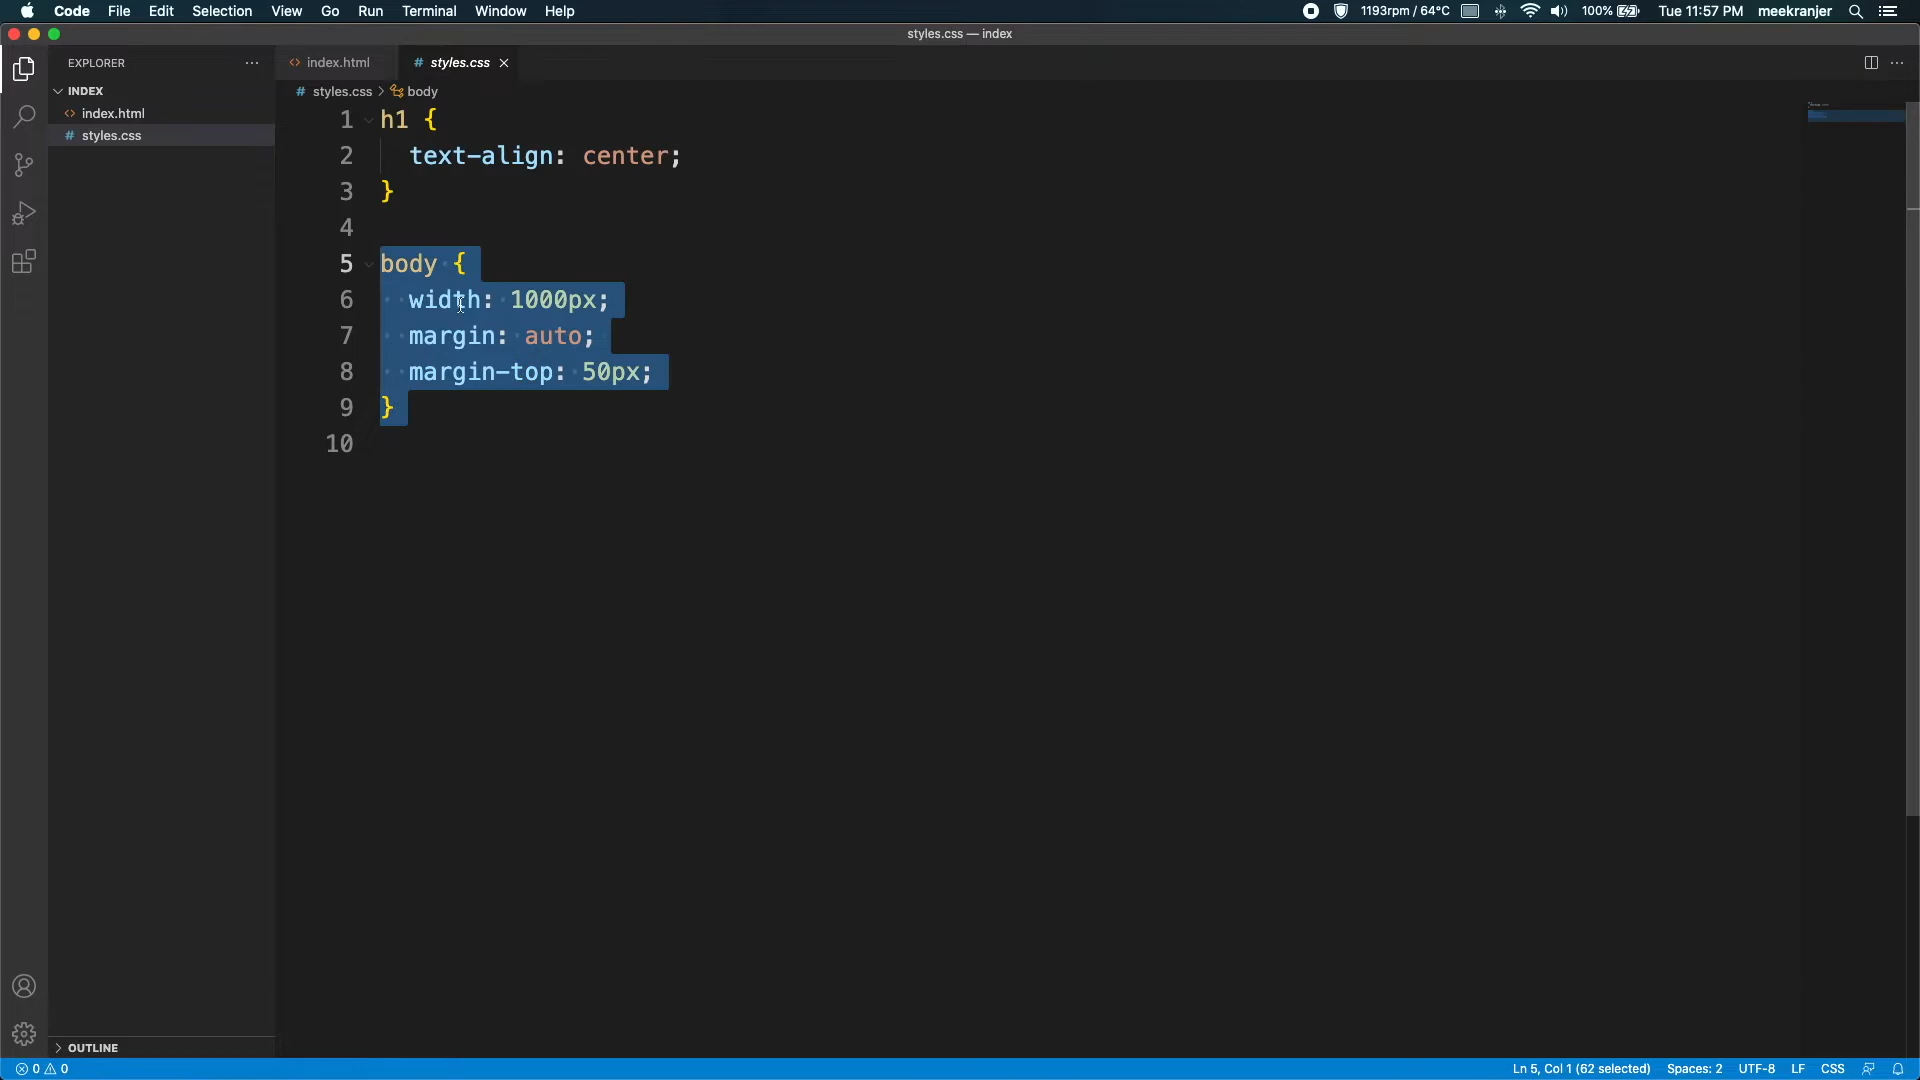 Code File Edit Selection View Go Run Terminal Window Help 1193rpm / 64°C 100% Tue 11:57 PM meekranjer
styles.css — index
EXPLORER ··· <> index.html # styles.css × ···
INDEX # styles.css > body
<> index.html
# styles.css
1 h1 {
2 text-align: center;
3 }
4
5 body {
6 width: 1000px;
7 margin: auto;
8 margin-top: 50px;
9 }
10
> OUTLINE
0 0 Ln 5, Col 1 (62 selected) Spaces: 2 UTF-8 LF CSS